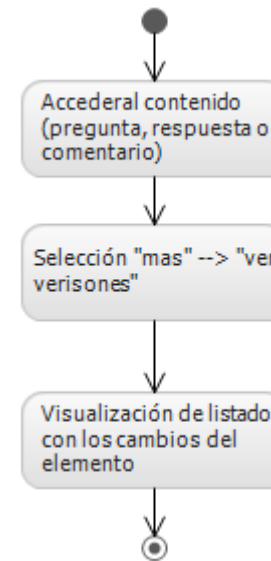 Accederal contenido
(pregunta, respuesta o
comentario)
Selección "mas" --> "ver
verisones"
Visualización de listado
con los cambios del
elemento